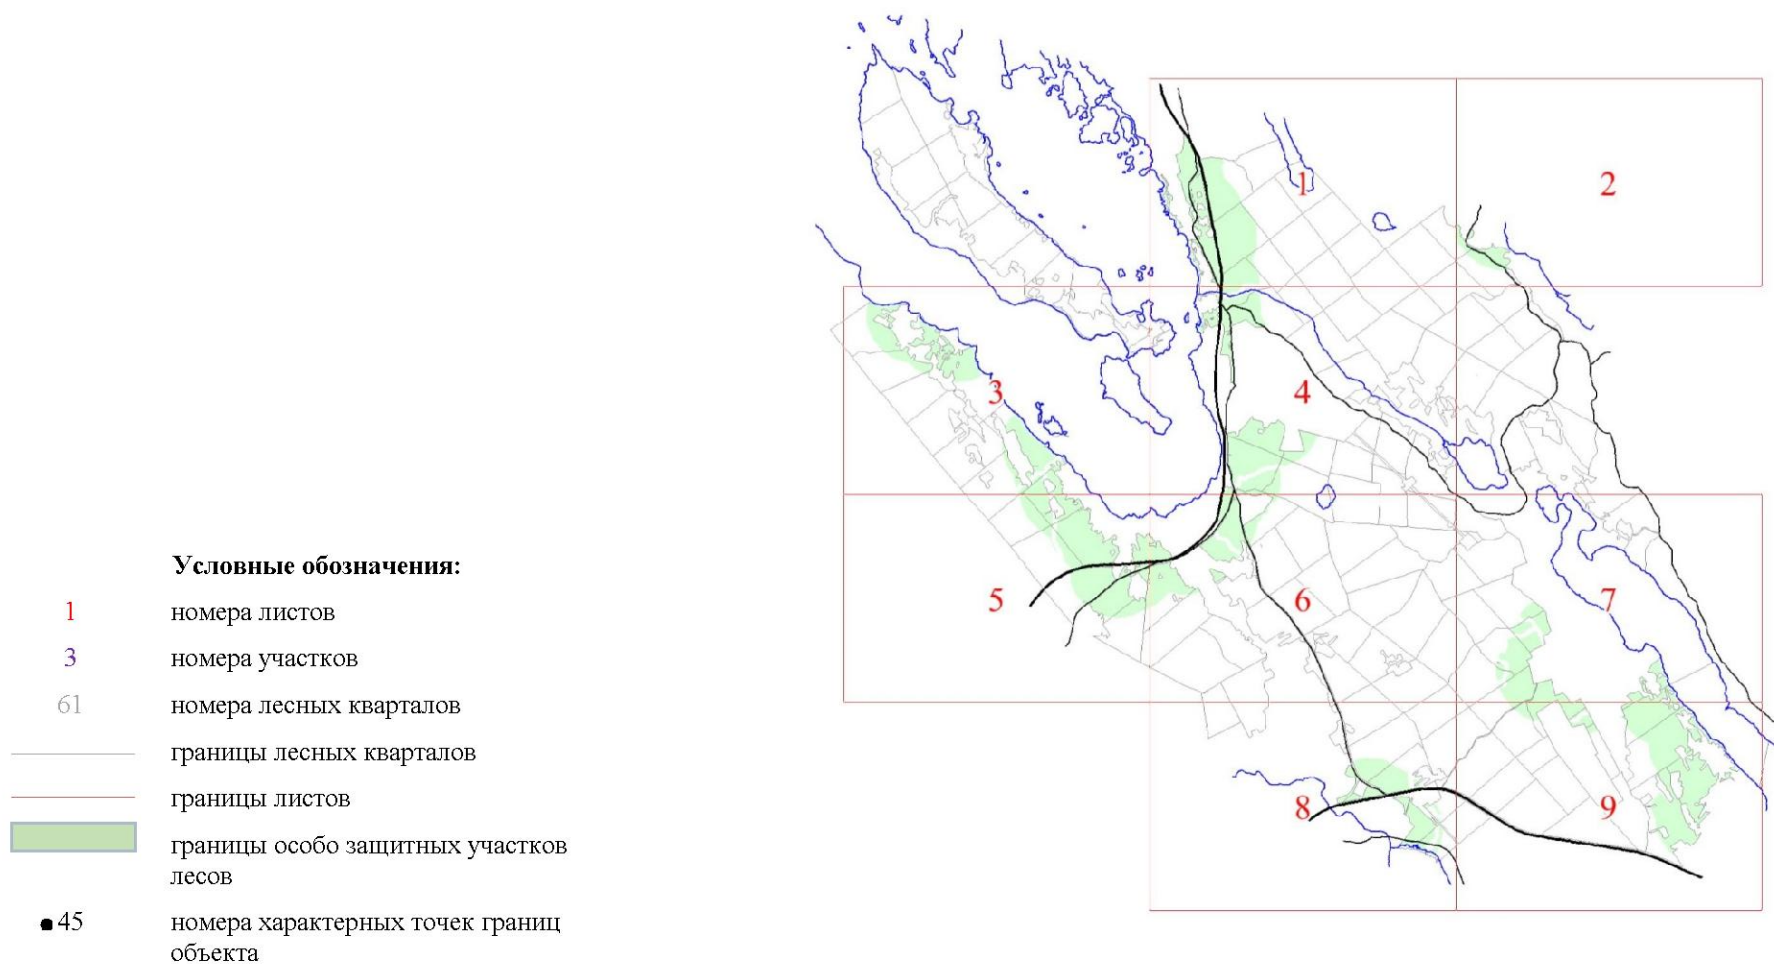 Условные обозначения:
1 номера листов
3 номера участков
61 номера лесных кварталов
границы лесных кварталов
границы листов
границы особо защитных участков
лесов
45 номера характерных точек границ
объекта
1
2
3
4
5
6
7
8
9